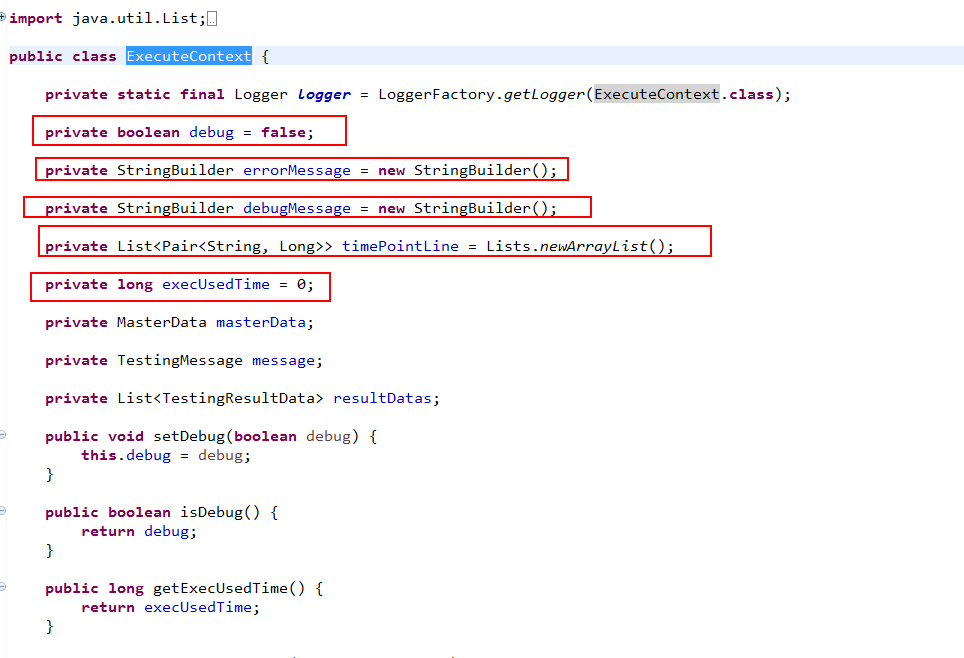 import java.util.List;
public class ExecuteContext {
private static final Logger logger = LoggerFactory.getLogger(ExecuteContext.class);
private boolean debug = false;
private StringBuilder errorMessage = new StringBuilder();
private StringBuilder debugMessage = new StringBuilder();
private List<Pair<String, Long>> timePointLine = Lists.newArrayList();
private long execUsedTime = 0;
private MasterData masterData;
private TestingMessage message;
private List<TestingResultData> resultDatas;
public void setDebug(boolean debug) {
this.debug = debug;
}
public boolean isDebug() {
return debug;
}
public long getExecUsedTime() {
return execUsedTime;
}